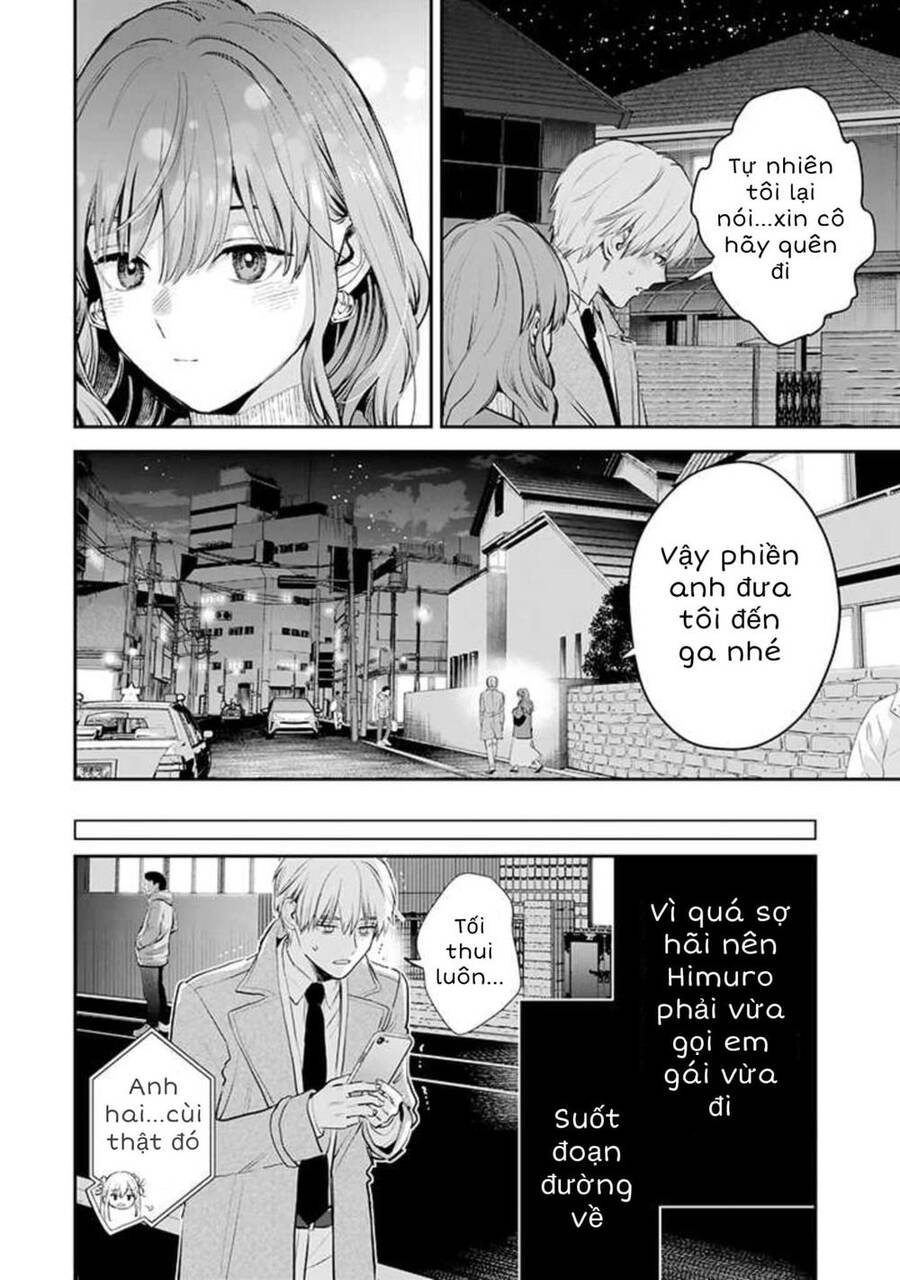 Tự nhiên
tôi lại
nói...xin cô
hãy quên
đi
Vậy phiền
anh đưa
tôi đến
ga nhé
Vì quá sợ
hãi nên
Himuro
phải vừa
gọi em
gái vừa
đi
Suốt
đoạn
đường
về
Tối
thui
luôn...
Anh
hai...cùi
thật đó